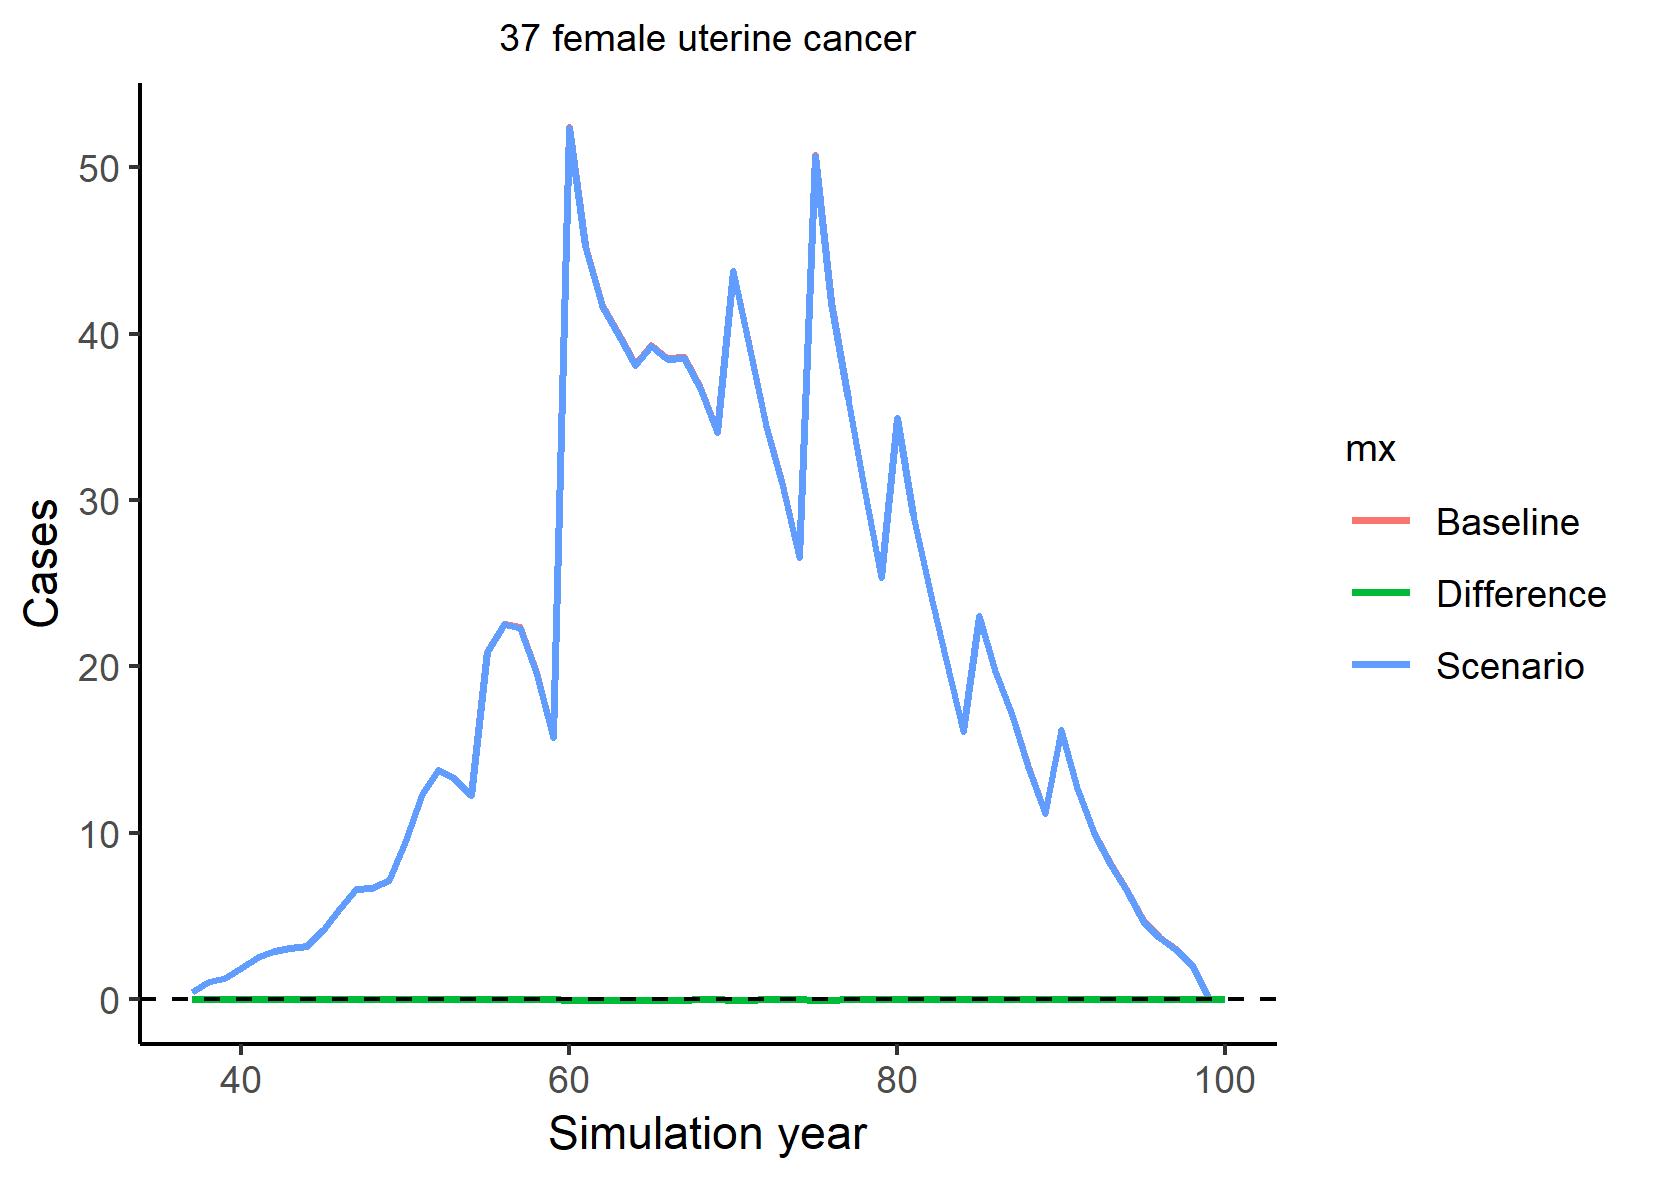 37 female uterine cancer
Cases
50
40
30
20
10
0
40 60 80 100
Simulation year
mx
Baseline
Difference
Scenario